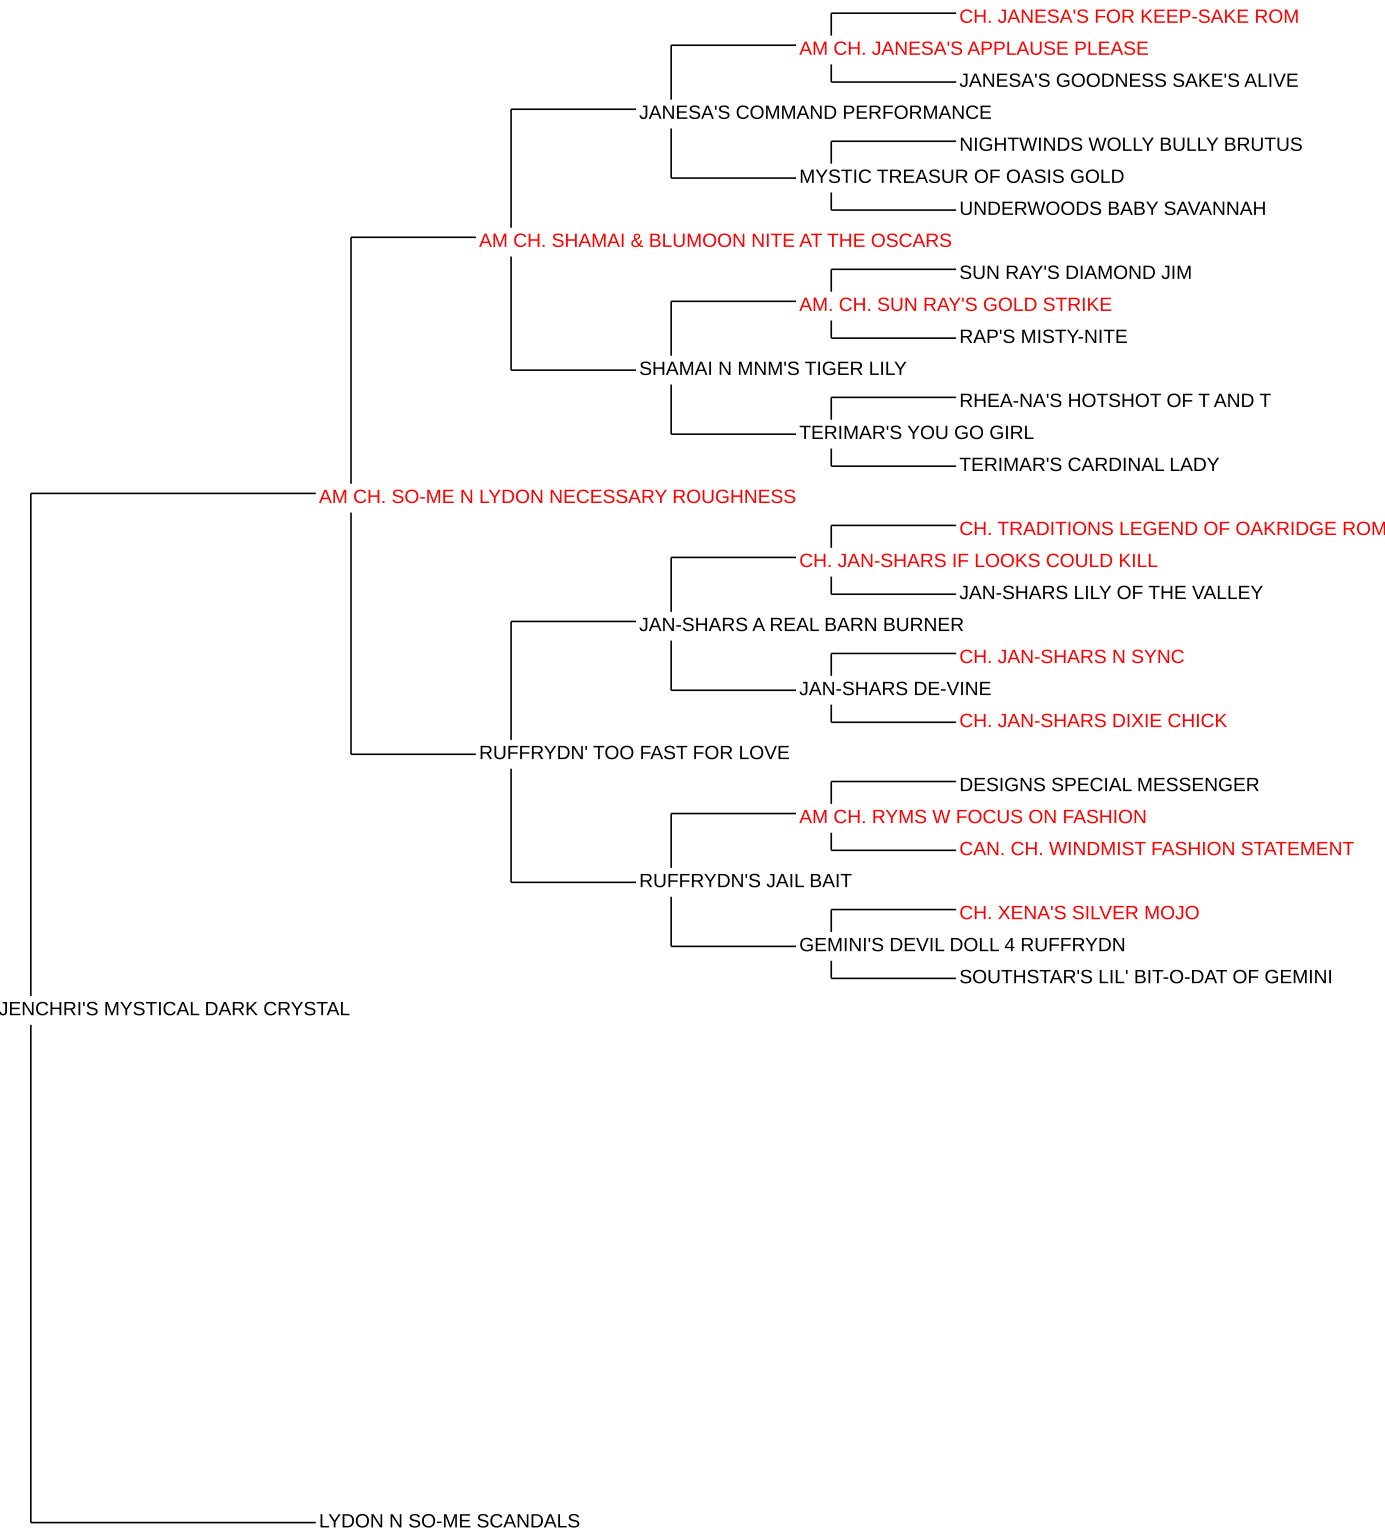 CH. JANESA'S FOR KEEP-SAKE ROM
AM CH. JANESA'S APPLAUSE PLEASE
JANESA'S GOODNESS SAKE'S ALIVE
JANESA'S COMMAND PERFORMANCE
NIGHTWINDS WOLLY BULLY BRUTUS
MYSTIC TREASUR OF OASIS GOLD
UNDERWOODS BABY SAVANNAH
AM CH. SHAMAI & BLUMOON NITE AT THE OSCARS
SUN RAY'S DIAMOND JIM
AM. CH. SUN RAY'S GOLD STRIKE
RAP'S MISTY-NITE
SHAMAI N MNM'S TIGER LILY
RHEA-NA'S HOTSHOT OF T AND T
TERIMAR'S YOU GO GIRL
TERIMAR'S CARDINAL LADY
AM CH. SO-ME N LYDON NECESSARY ROUGHNESS
CH. TRADITIONS LEGEND OF OAKRIDGE ROM
CH. JAN-SHARS IF LOOKS COULD KILL
JAN-SHARS LILY OF THE VALLEY
JAN-SHARS A REAL BARN BURNER
CH. JAN-SHARS N SYNC
JAN-SHARS DE-VINE
CH. JAN-SHARS DIXIE CHICK
RUFFRYDN' TOO FAST FOR LOVE
DESIGNS SPECIAL MESSENGER
AM CH. RYMS W FOCUS ON FASHION
CAN. CH. WINDMIST FASHION STATEMENT
RUFFRYDN'S JAIL BAIT
CH. XENA'S SILVER MOJO
GEMINI'S DEVIL DOLL 4 RUFFRYDN
SOUTHSTAR'S LIL' BIT-O-DAT OF GEMINI
JENCHRI'S MYSTICAL DARK CRYSTAL
LYDON N SO-ME SCANDALS